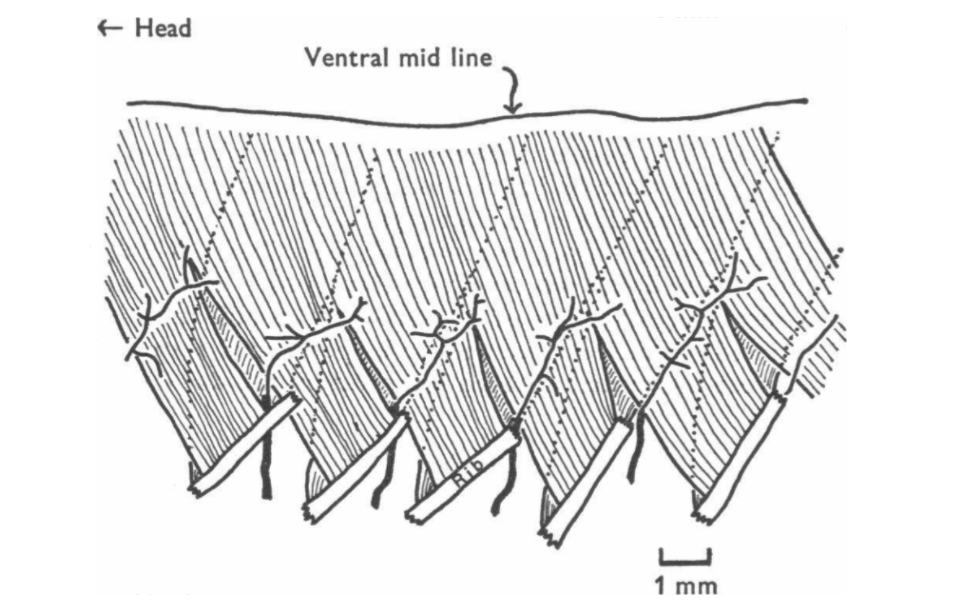 ← Head
Ventral mid line
Rib
1 mm